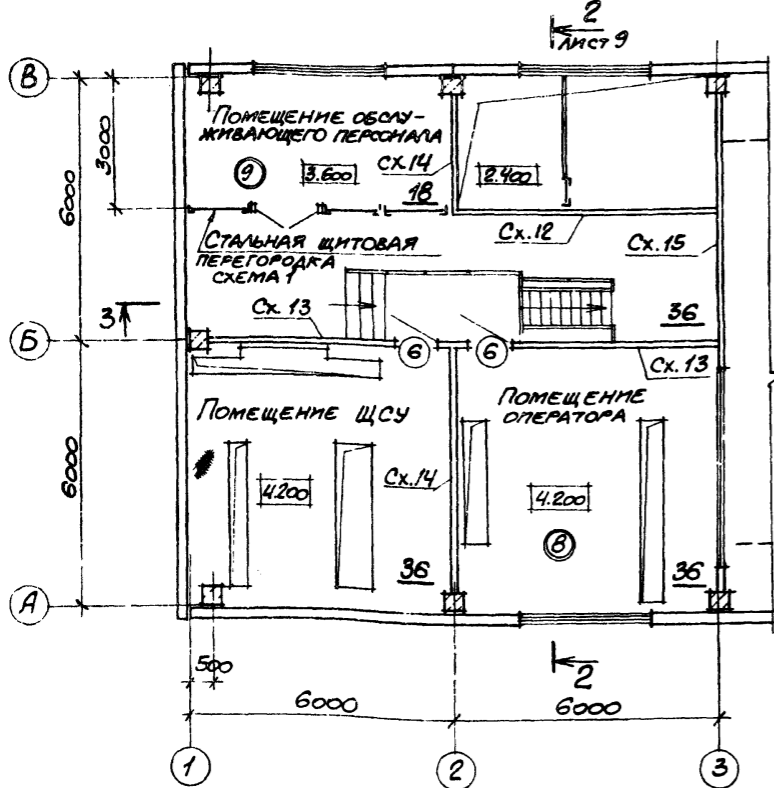 2
Лист 9
В
Помещение обслу-
живающего персонала
3000
6000
9
3.600
Сх.14
2.400
18
Стальная щитовая
перегородка
схема 1
Сх.12
Сх.15
3
Сх. 13
36
Б
6
6
Сх. 13
Помещение ЩСУ
Помещение
оператора
6000
4.200
Сх.14
4.200
8
36
36
А
500
2
6000
6000
1
2
3